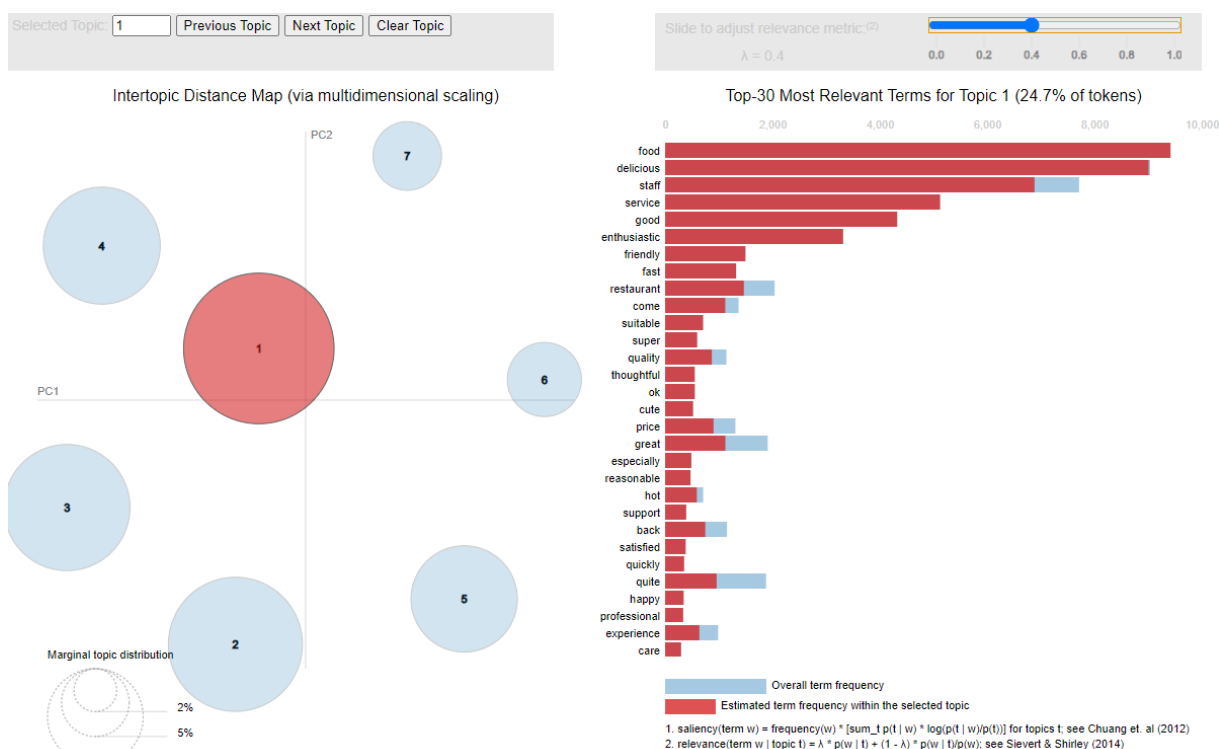 Selected Topic: 1 Previous Topic Next Topic Clear Topic
Slide to adjust relevance metric:(2)
λ = 0.4
0.0 0.2 0.4 0.6 0.8 1.0
Intertopic Distance Map (via multidimensional scaling)
PC2
PC1
7
4
1
6
3
5
2
Marginal topic distribution
2%
5%
Top-30 Most Relevant Terms for Topic 1 (24.7% of tokens)
0 2,000 4,000 6,000 8,000 10,000
food
delicious
staff
service
good
enthusiastic
friendly
fast
restaurant
come
suitable
super
quality
thoughtful
ok
cute
price
great
especially
reasonable
hot
support
back
satisfied
quickly
quite
happy
professional
experience
care
Overall term frequency
Estimated term frequency within the selected topic
1. saliency(term w) = frequency(w) * [sum_t p(t | w) * log(p(t | w)/p(t))] for topics t; see Chuang et. al (2012)
2. relevance(term w | topic t) = λ * p(w | t) + (1 - λ) * p(w | t)/p(w); see Sievert & Shirley (2014)